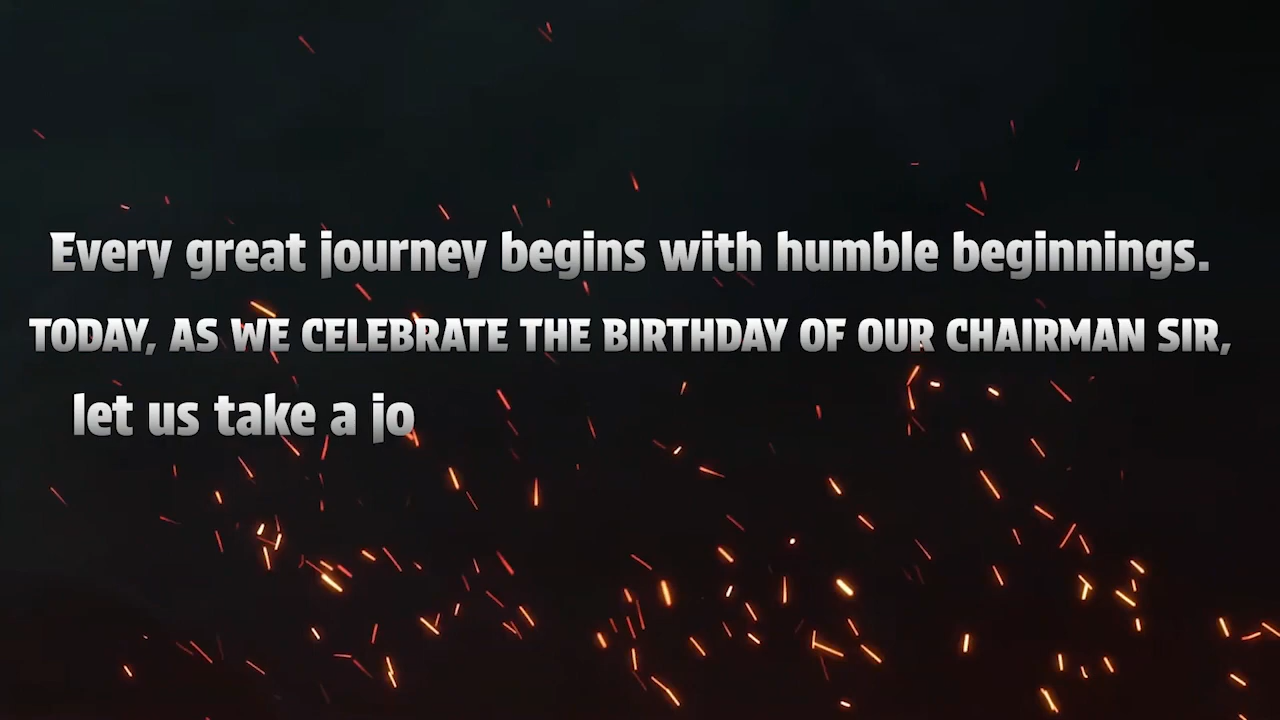 Every great journey begins with humble beginnings.
TODAY, AS WE CELEBRATE THE BIRTHDAY OF OUR CHAIRMAN SIR,
let us take a jo